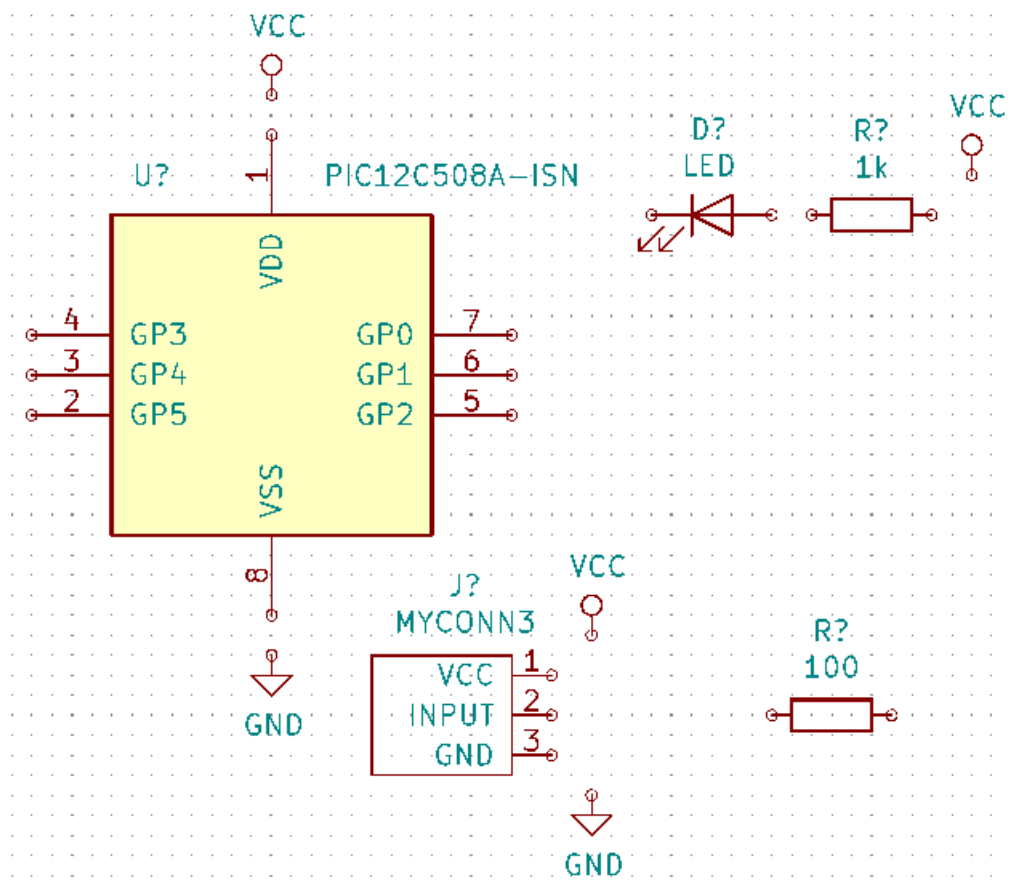 VCC
VCC
D?
R?
LED
1k
U?
1
PIC12C508A-ISN
VDD
4
GP3
GP0
7
3
GP4
GP1
6
2
GP5
GP2
5
VSS
8
GND
J?
MYCONN3
VCC
VCC
1
INPUT
2
GND
3
GND
R?
100